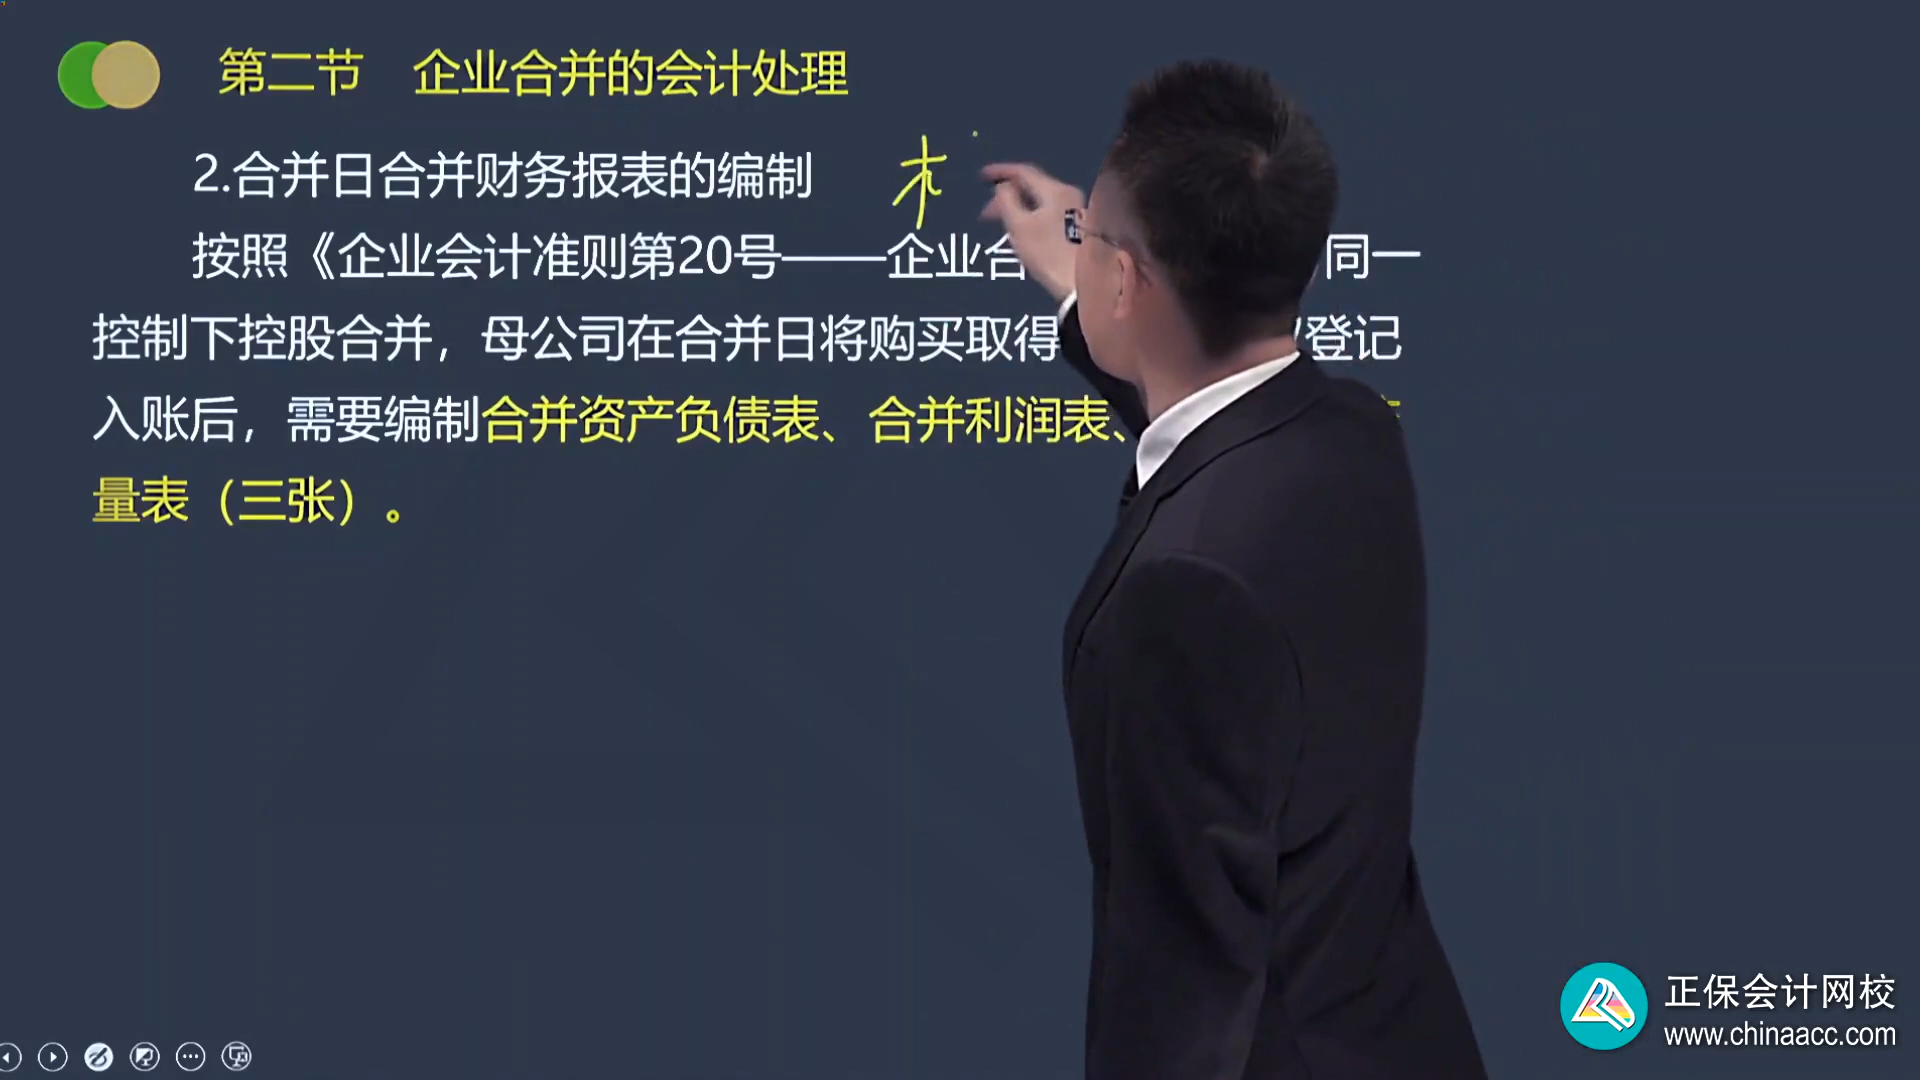 第二节 企业合并的会计处理
2.合并日合并财务报表的编制
按照《企业会计准则第20号——企业合 同一
控制下控股合并，母公司在合并日将购买取得 登记
入账后，需要编制合并资产负债表、合并利润表、
量表（三张）。
正保会计网校
www.chinaacc.com